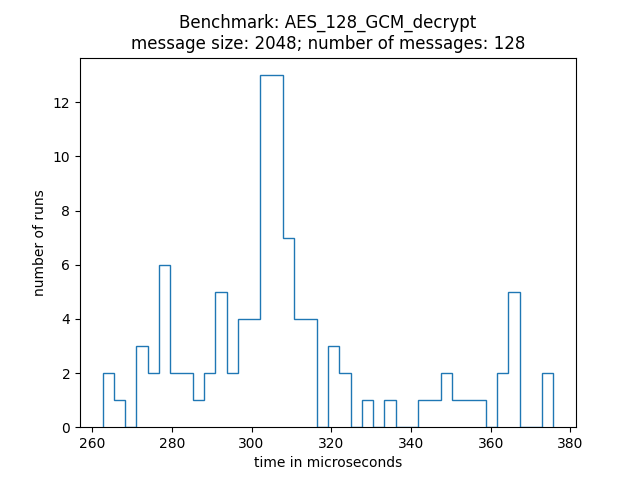 Benchmark: AES_128_GCM_decrypt
message size: 2048; number of messages: 128
number of runs
12
10
8
6
4
2
0
260 280 300 320 340 360 380
time in microseconds